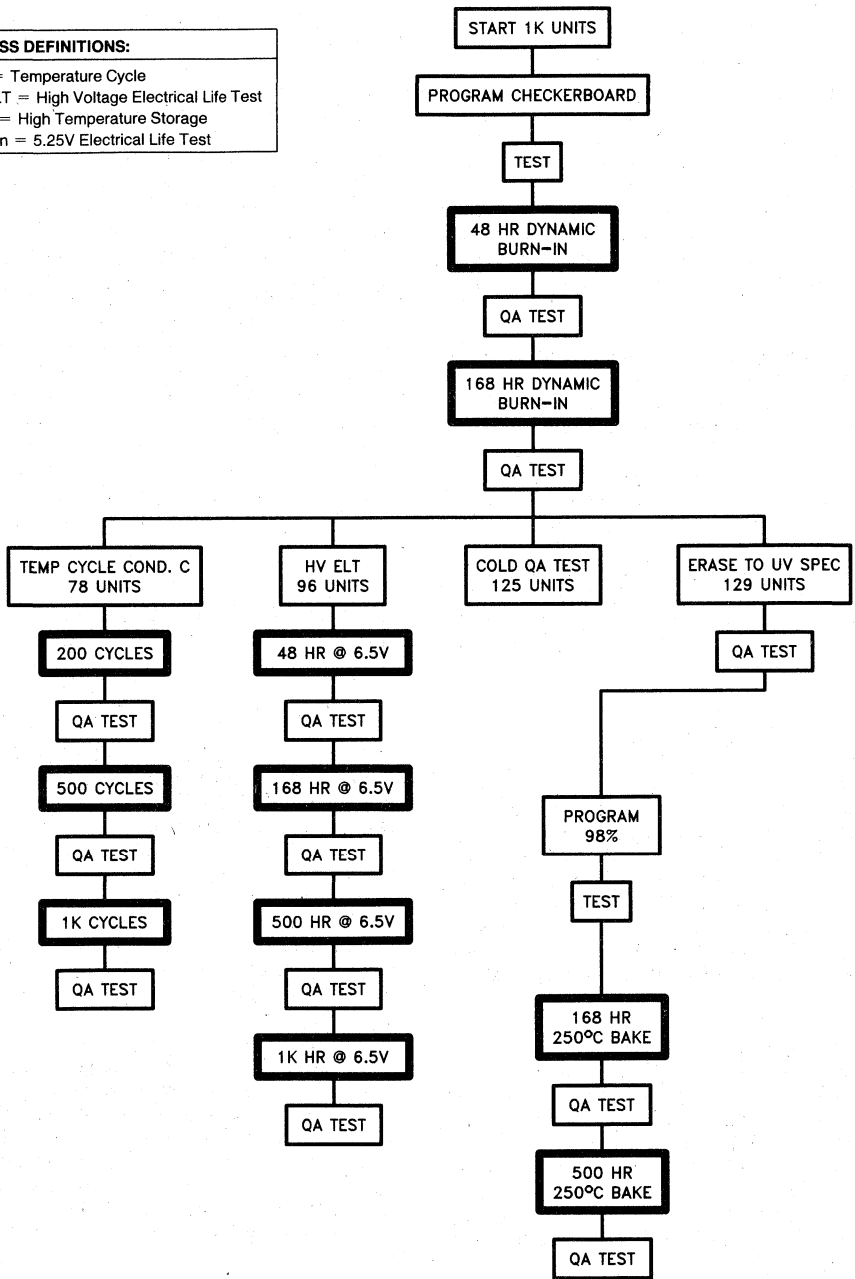 SS DEFINITIONS:
= Temperature Cycle
LT = High Voltage Electrical Life Test
= High Temperature Storage
n = 5.25V Electrical Life Test
START 1K UNITS
PROGRAM CHECKERBOARD
TEST
48 HR DYNAMIC
BURN-IN
QA TEST
168 HR DYNAMIC
BURN-IN
QA TEST
TEMP CYCLE COND. C
78 UNITS
200 CYCLES
QA TEST
500 CYCLES
QA TEST
1K CYCLES
QA TEST
HV ELT
96 UNITS
48 HR @ 6.5V
QA TEST
168 HR @ 6.5V
QA TEST
500 HR @ 6.5V
QA TEST
1K HR @ 6.5V
QA TEST
COLD QA TEST
125 UNITS
ERASE TO UV SPEC
129 UNITS
QA TEST
PROGRAM
98%
TEST
168 HR
250°C BAKE
QA TEST
500 HR
250°C BAKE
QA TEST